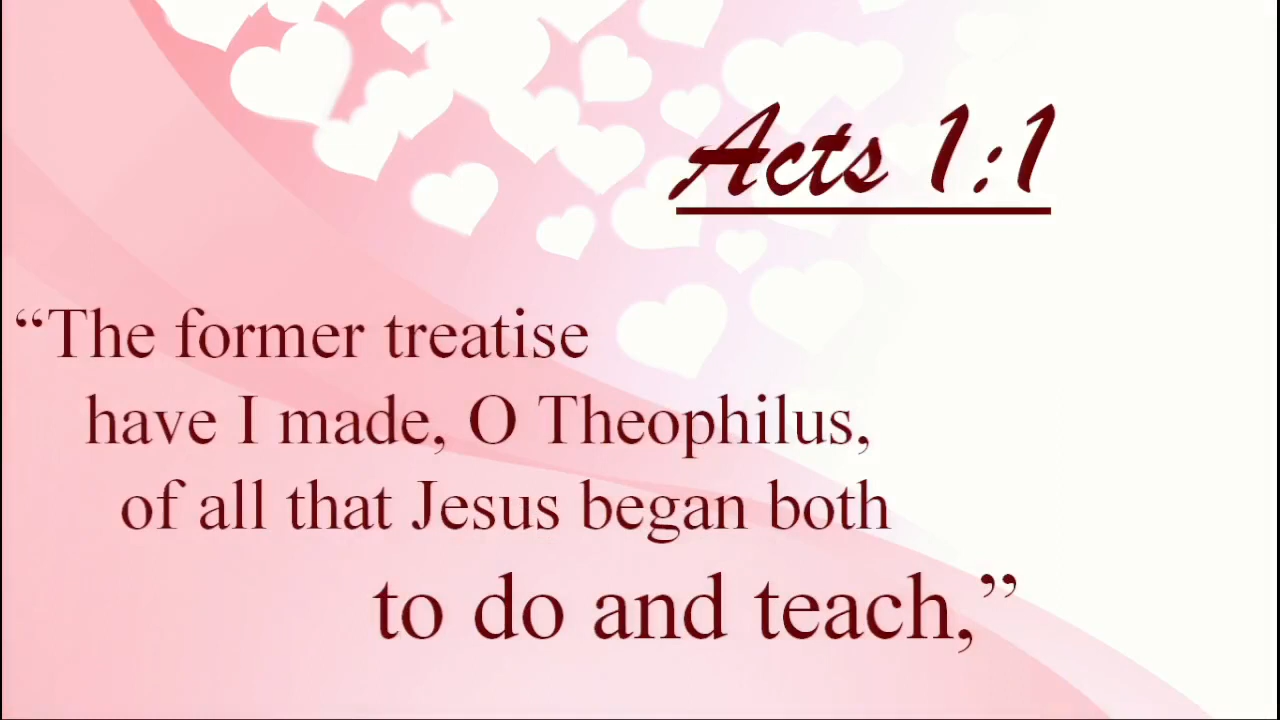 Acts 1:1
“The former treatise
have I made, O Theophilus,
of all that Jesus began both
to do and teach,”